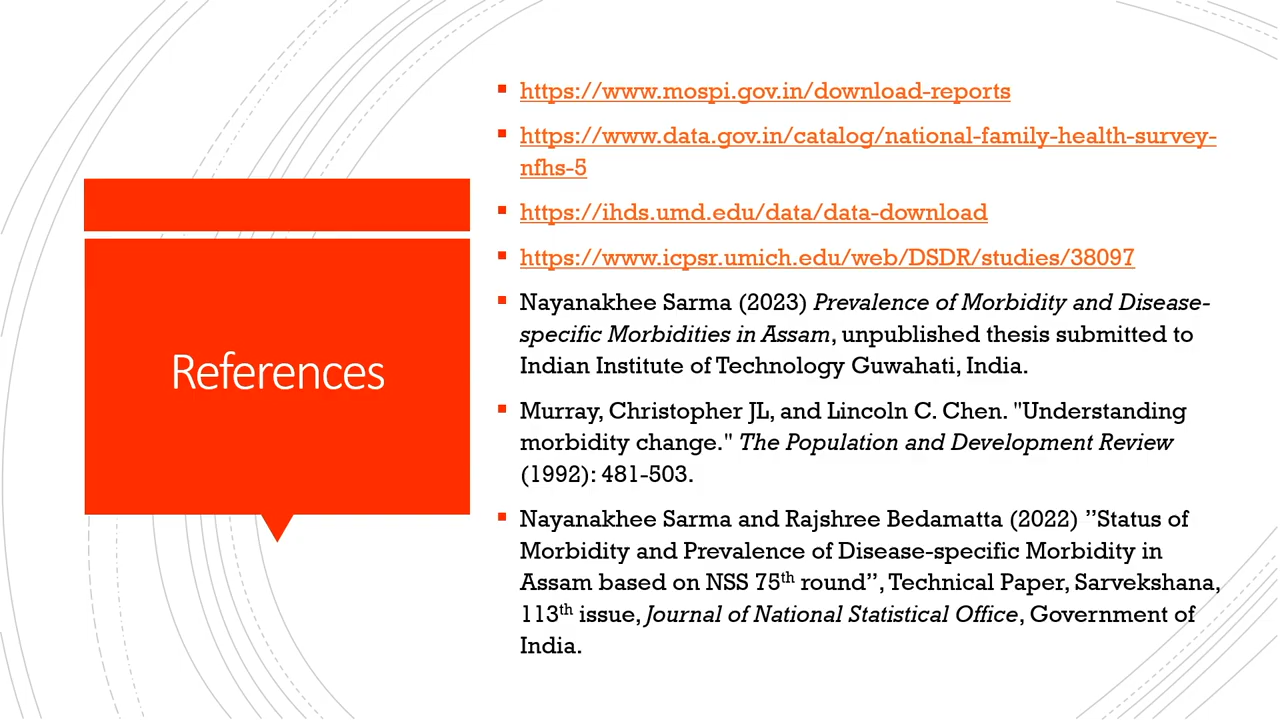 References
https://www.mospi.gov.in/download-reports
https://www.data.gov.in/catalog/national-family-health-survey-
nfhs-5
https://ihds.umd.edu/data/data-download
https://www.icpsr.umich.edu/web/DSDR/studies/38097
Nayanakhee Sarma (2023) Prevalence of Morbidity and Disease-
specific Morbidities in Assam, unpublished thesis submitted to
Indian Institute of Technology Guwahati, India.
Murray, Christopher JL, and Lincoln C. Chen. "Understanding
morbidity change." The Population and Development Review
(1992): 481-503.
Nayanakhee Sarma and Rajshree Bedamatta (2022) ”Status of
Morbidity and Prevalence of Disease-specific Morbidity in
Assam based on NSS 75th round”, Technical Paper, Sarvekshana,
113th issue, Journal of National Statistical Office, Government of
India.